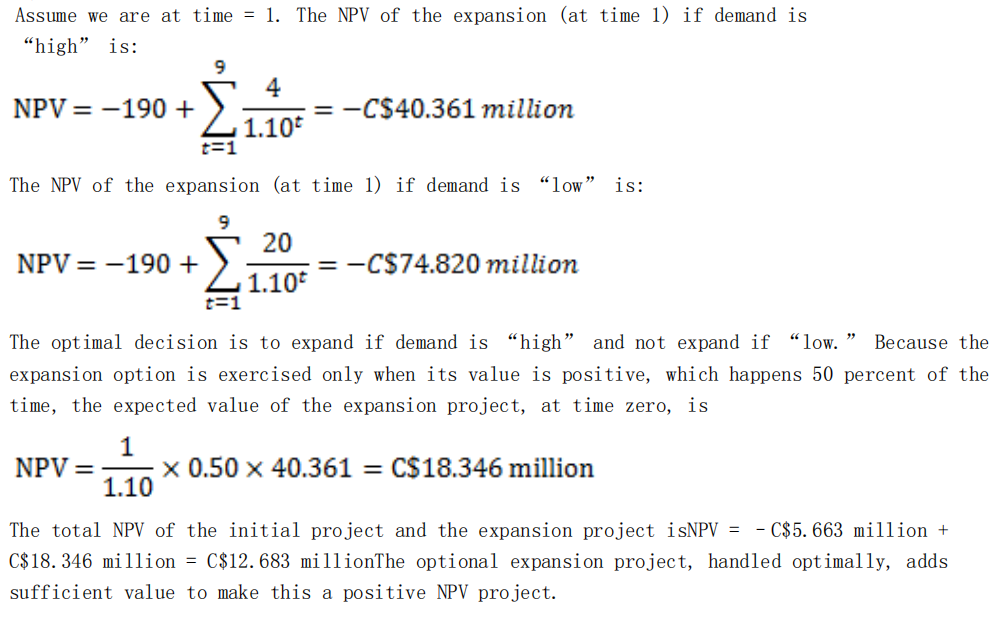 Assume we are at time = 1. The NPV of the expansion (at time 1) if demand is
“high” is:
NPV = −190 + \sum_{t=1}^{9} \frac{4}{1.10^t} = −C$40.361 million
The NPV of the expansion (at time 1) if demand is “low” is:
NPV = −190 + \sum_{t=1}^{9} \frac{20}{1.10^t} = −C$74.820 million
The optimal decision is to expand if demand is “high” and not expand if “low.” Because the
expansion option is exercised only when its value is positive, which happens 50 percent of the
time, the expected value of the expansion project, at time zero, is
NPV = \frac{1}{1.10} × 0.50 × 40.361 = C$18.346 million
The total NPV of the initial project and the expansion project isNPV = -C$5.663 million +
C$18.346 million = C$12.683 millionThe optional expansion project, handled optimally, adds
sufficient value to make this a positive NPV project.